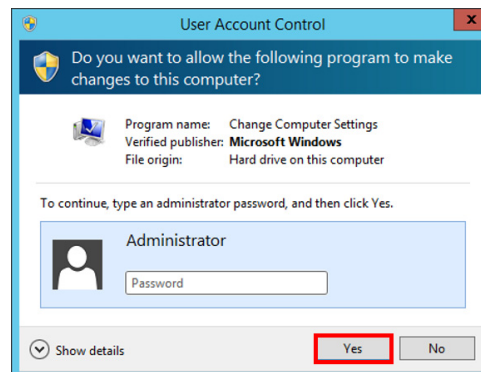 User Account Control
x
Do you want to allow the following program to make
changes to this computer?
Program name: Change Computer Settings
Verified publisher: Microsoft Windows
File origin: Hard drive on this computer
To continue, type an administrator password, and then click Yes.
Administrator
Password
Show details
Yes
No